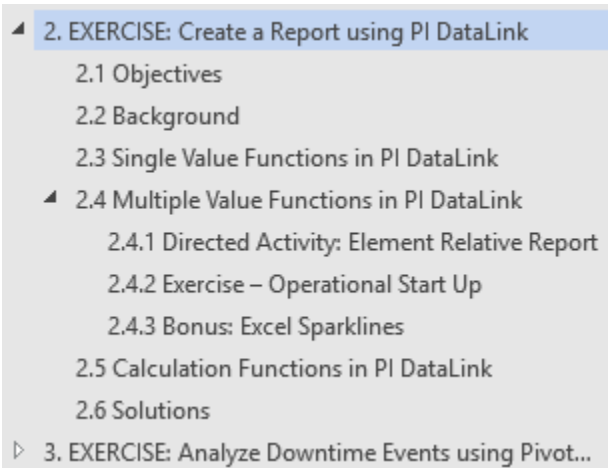 2. EXERCISE: Create a Report using PI DataLink
2.1 Objectives
2.2 Background
2.3 Single Value Functions in PI DataLink
2.4 Multiple Value Functions in PI DataLink
2.4.1 Directed Activity: Element Relative Report
2.4.2 Exercise – Operational Start Up
2.4.3 Bonus: Excel Sparklines
2.5 Calculation Functions in PI DataLink
2.6 Solutions
3. EXERCISE: Analyze Downtime Events using Pivot...